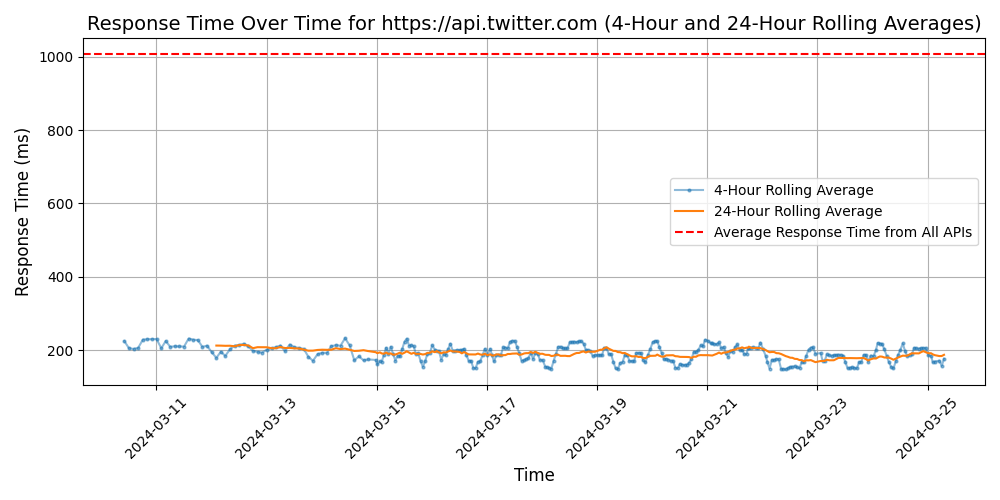 Response Time Over Time for https://api.twitter.com (4-Hour and 24-Hour Rolling Averages)
Response Time (ms)
1000
800
600
400
200
4-Hour Rolling Average
24-Hour Rolling Average
Average Response Time from All APIs
2024-03-11
2024-03-13
2024-03-15
2024-03-17
2024-03-19
2024-03-21
2024-03-23
2024-03-25
Time